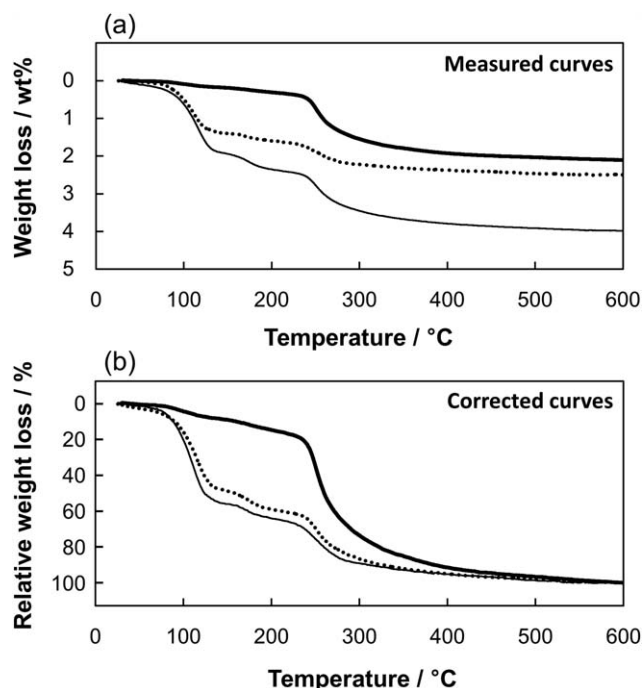 (a)
Measured curves
Weight loss / wt%
0
1
2
3
4
5
0 100 200 300 400 500 600
Temperature / °C
(b)
Corrected curves
Relative weight loss / %
0
20
40
60
80
100
0 100 200 300 400 500 600
Temperature / °C